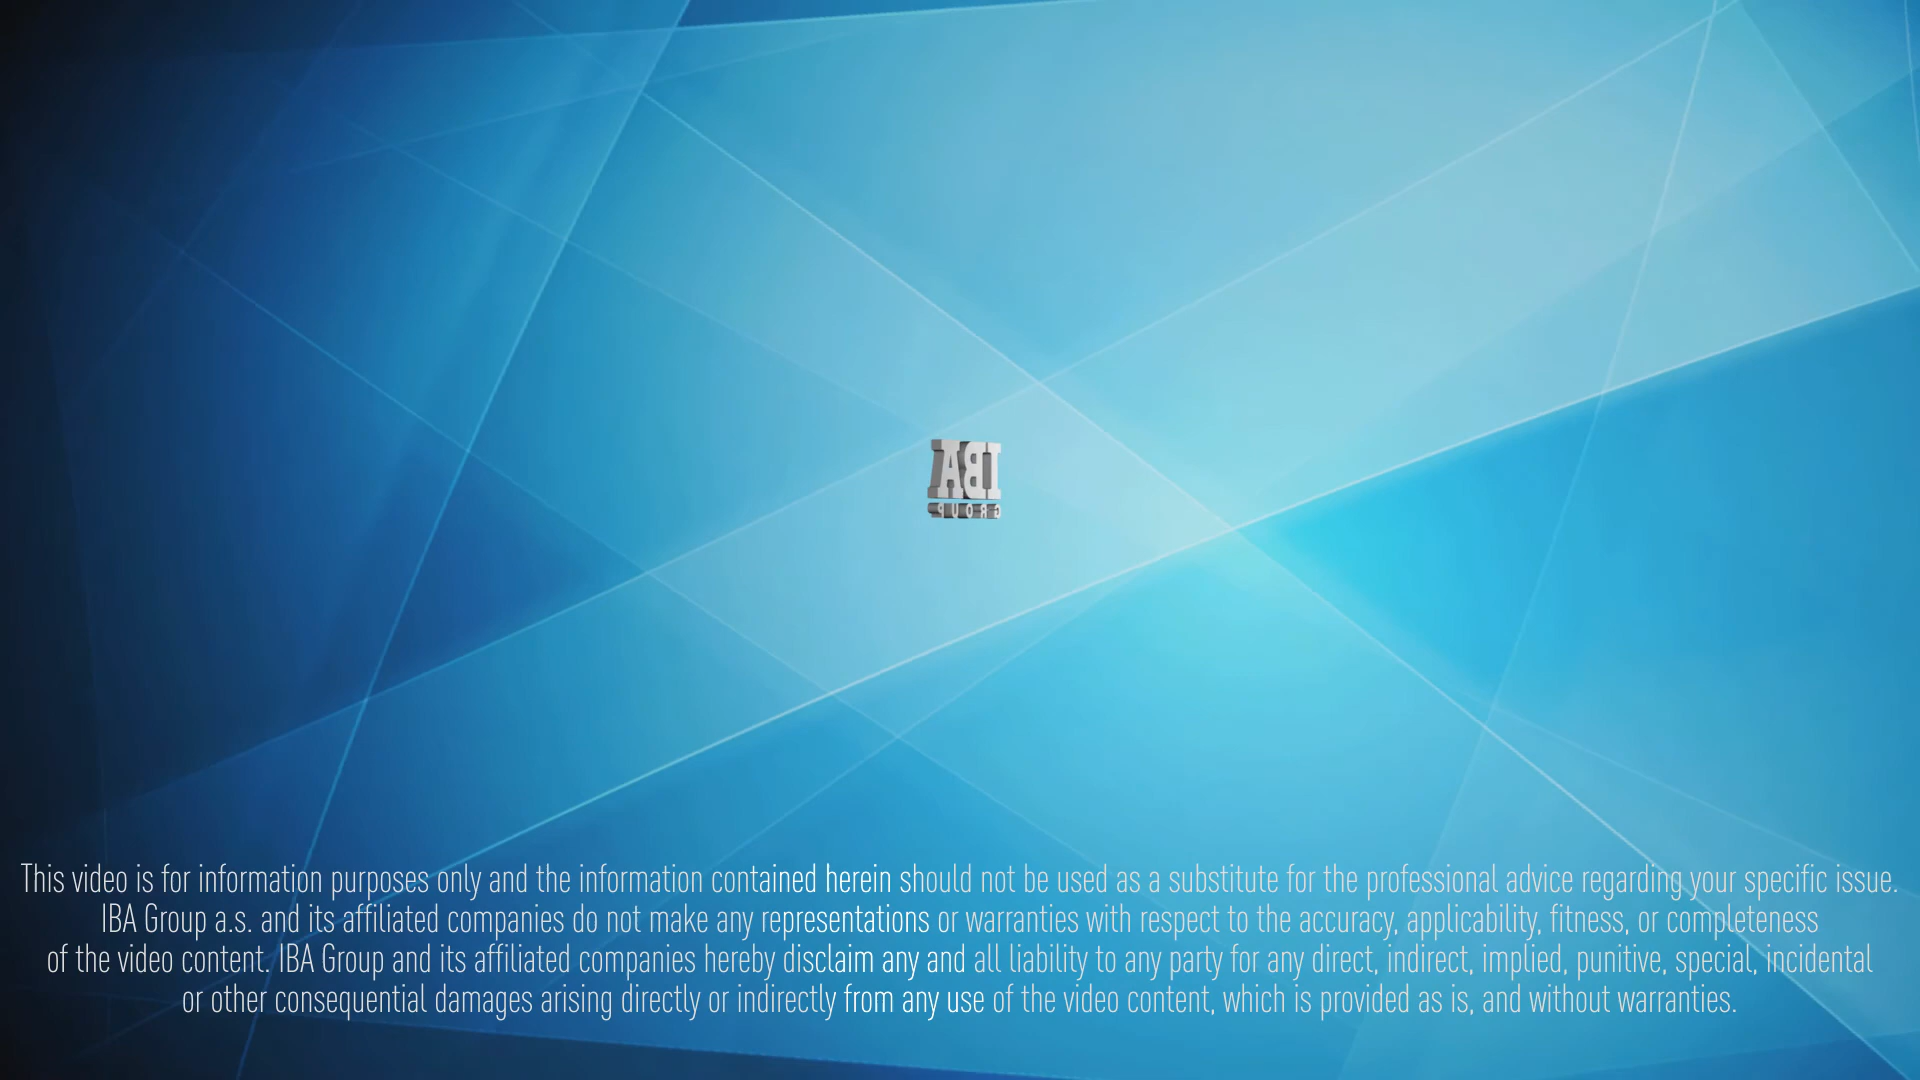 IBA
GROUP
This video is for information purposes only and the information contained herein should not be used as a substitute for the professional advice regarding your specific issue.
IBA Group a.s. and its affiliated companies do not make any representations or warranties with respect to the accuracy, applicability, fitness, or completeness
of the video content. IBA Group and its affiliated companies hereby disclaim any and all liability to any party for any direct, indirect, implied, punitive, special, incidental
or other consequential damages arising directly or indirectly from any use of the video content, which is provided as is, and without warranties.